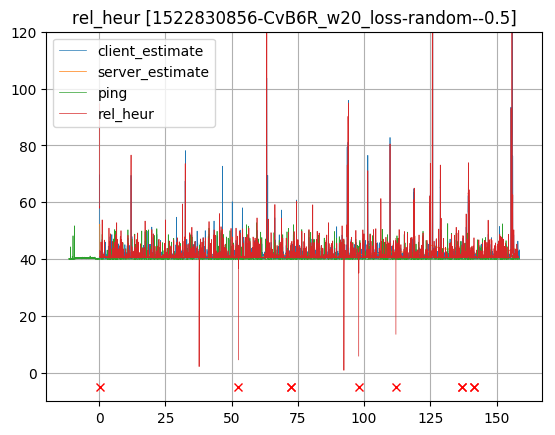 rel_heur [1522830856-CvB6R_w20_loss-random--0.5]
120
100
80
60
40
20
0
client_estimate
server_estimate
ping
rel_heur
0 25 50 75 100 125 150